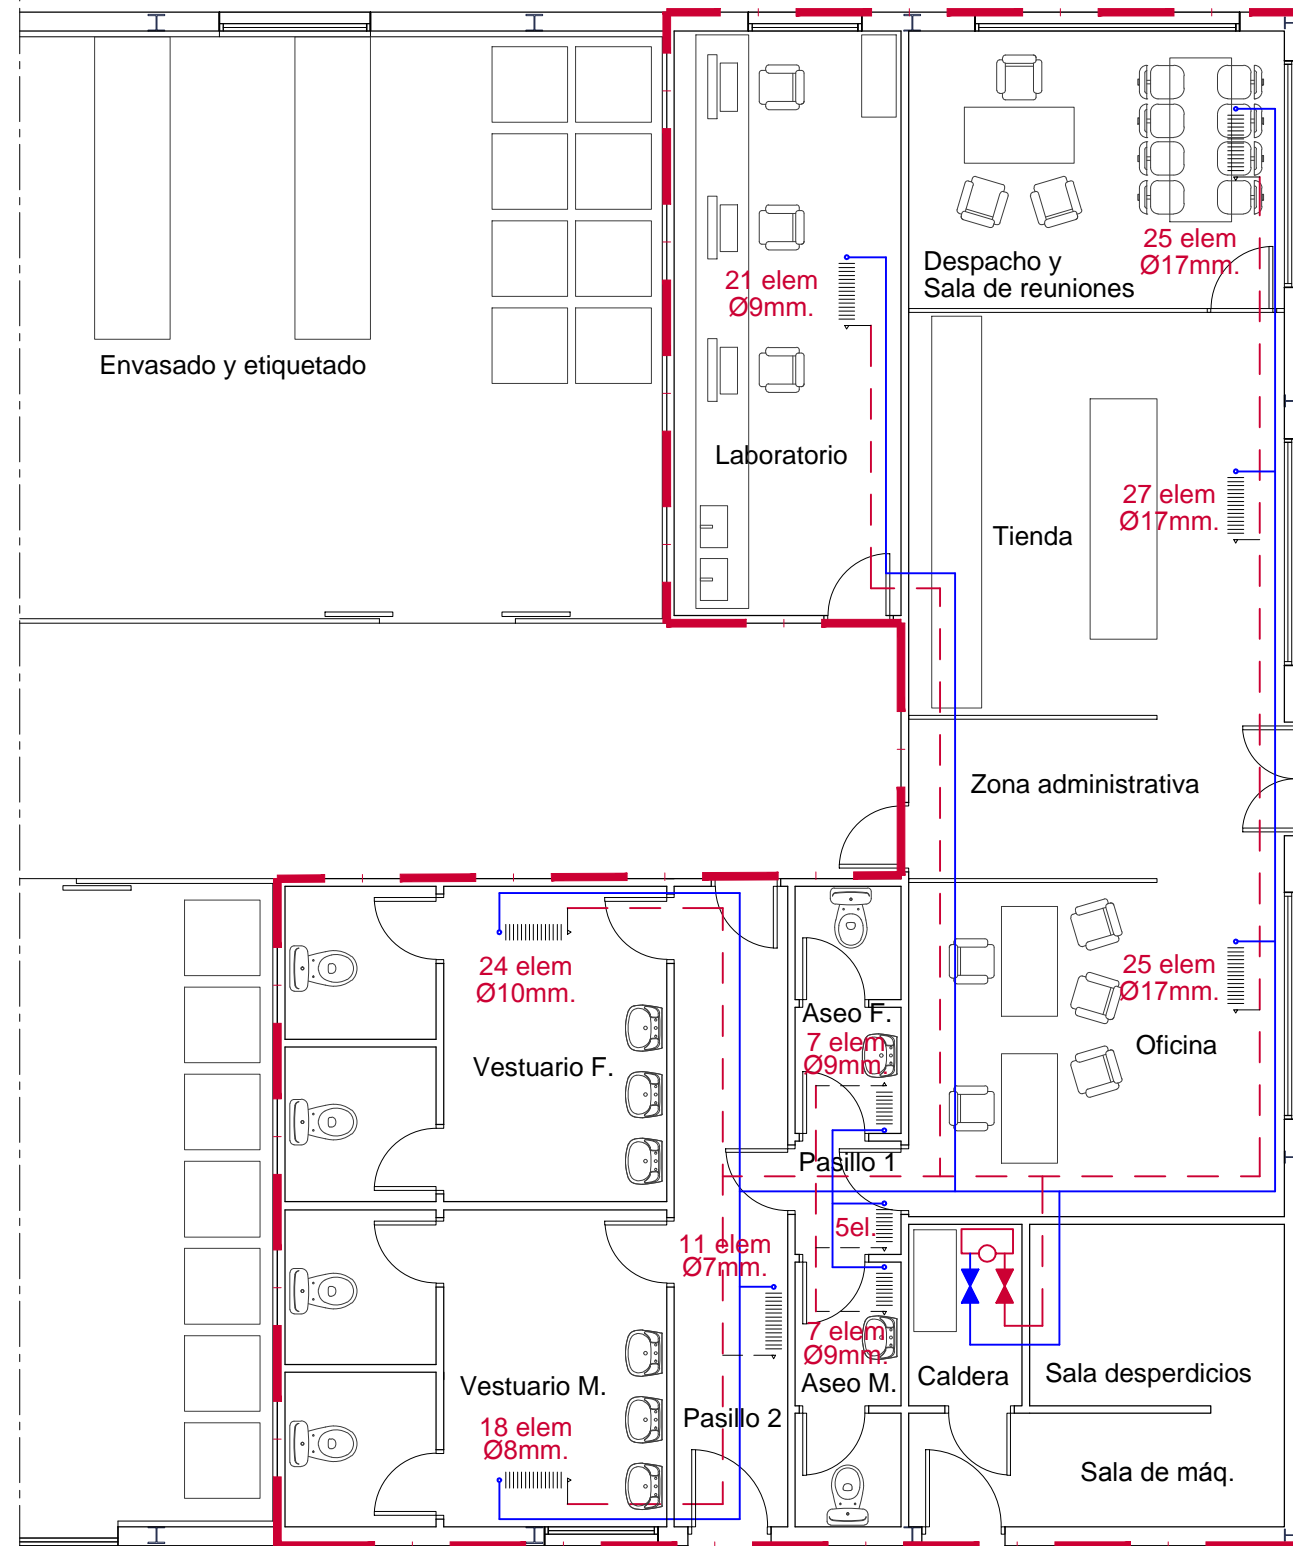 25 elem
Ø17mm.
Despacho y
Sala de reuniones
21 elem
Ø9mm.
Envasado y etiquetado
Laboratorio
27 elem
Ø17mm.
Tienda
Zona administrativa
24 elem
Ø10mm.
25 elem
Ø17mm.
Aseo F.
7 elem
Ø9mm.
Oficina
Vestuario F.
Pasillo 1
5el.
11 elem
Ø7mm.
7 elem
Ø9mm.
Aseo M.
Caldera
Sala desperdicios
Vestuario M.
18 elem
Ø8mm.
Pasillo 2
Sala de máq.